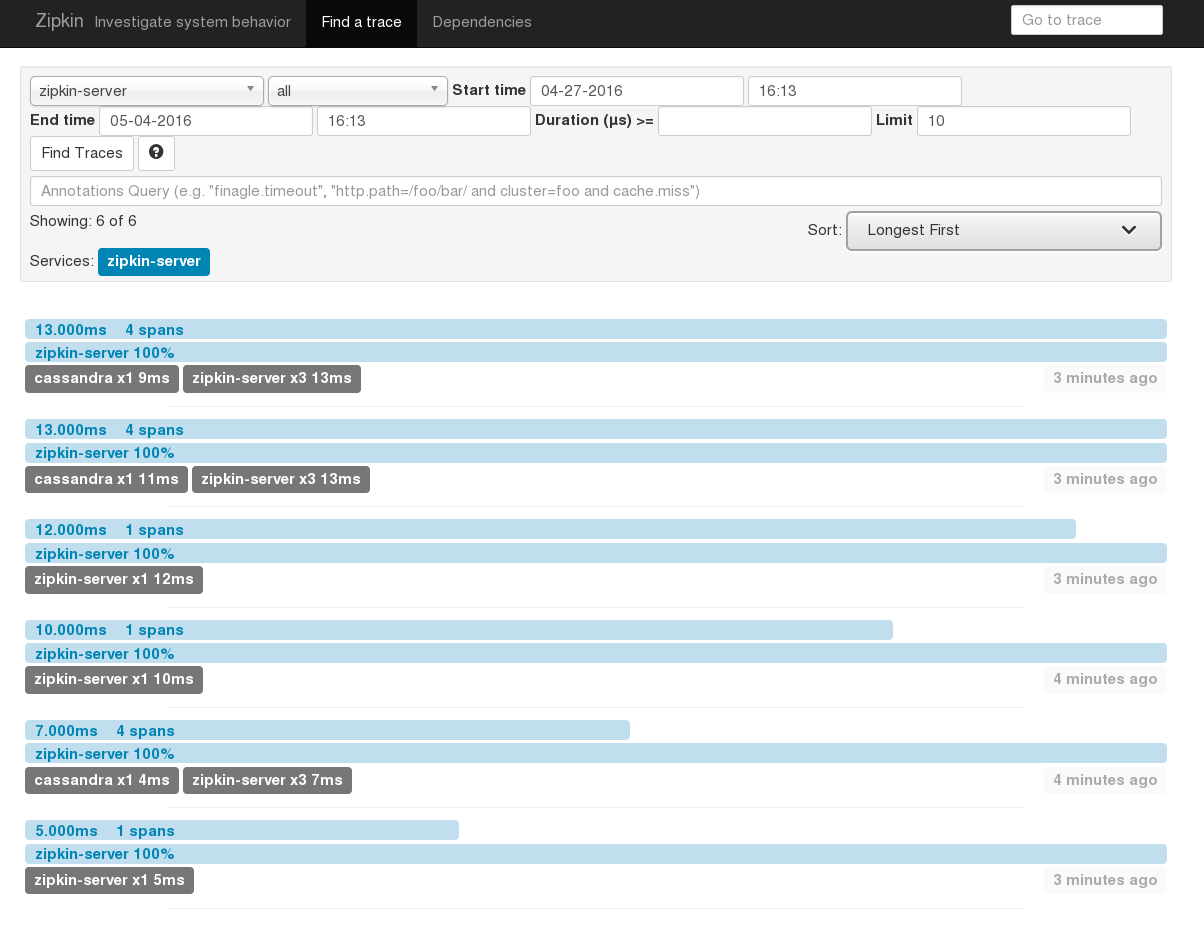 Zipkin Investigate system behavior Find a trace Dependencies Go to trace
zipkin-server all Start time 04-27-2016 16:13
End time 05-04-2016 16:13 Duration (μs) >= Limit 10
Find Traces ?
Annotations Query (e.g. "finagle.timeout", "http.path=/foo/bar/ and cluster=foo and cache.miss")
Showing: 6 of 6
Sort: Longest First
Services: zipkin-server
13.000ms 4 spans
zipkin-server 100%
cassandra x1 9ms zipkin-server x3 13ms 3 minutes ago
13.000ms 4 spans
zipkin-server 100%
cassandra x1 11ms zipkin-server x3 13ms 3 minutes ago
12.000ms 1 spans
zipkin-server 100%
zipkin-server x1 12ms 3 minutes ago
10.000ms 1 spans
zipkin-server 100%
zipkin-server x1 10ms 4 minutes ago
7.000ms 4 spans
zipkin-server 100%
cassandra x1 4ms zipkin-server x3 7ms 4 minutes ago
5.000ms 1 spans
zipkin-server 100%
zipkin-server x1 5ms 3 minutes ago